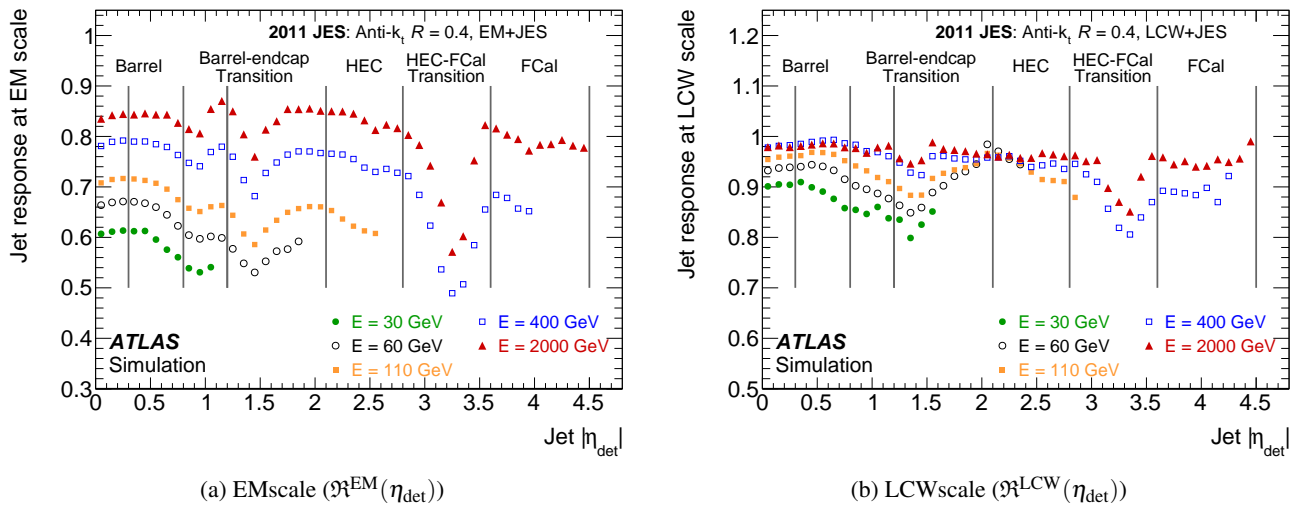 Jet response at EM scale
2011 JES: Anti-kt R = 0.4, EM+JES
Barrel
Barrel-endcap
Transition
HEC
HEC-FCal
Transition
FCal
1.1
1
0.9
0.8
0.7
0.6
0.5
0.4
0.3
ATLAS
Simulation
E = 30 GeV
E = 60 GeV
E = 110 GeV
E = 400 GeV
E = 2000 GeV
0 0.5 1 1.5 2 2.5 3 3.5 4 4.5
Jet |ηdet|
(a) EMscale (ℜEM(ηdet))
Jet response at LCW scale
2011 JES: Anti-kt R = 0.4, LCW+JES
Barrel
Barrel-endcap
Transition
HEC
HEC-FCal
Transition
FCal
1.2
1.1
1
0.9
0.8
0.7
0.6
0.5
ATLAS
Simulation
E = 30 GeV
E = 60 GeV
E = 110 GeV
E = 400 GeV
E = 2000 GeV
0 0.5 1 1.5 2 2.5 3 3.5 4 4.5 5
Jet |ηdet|
(b) LCWscale (ℜLCW(ηdet))